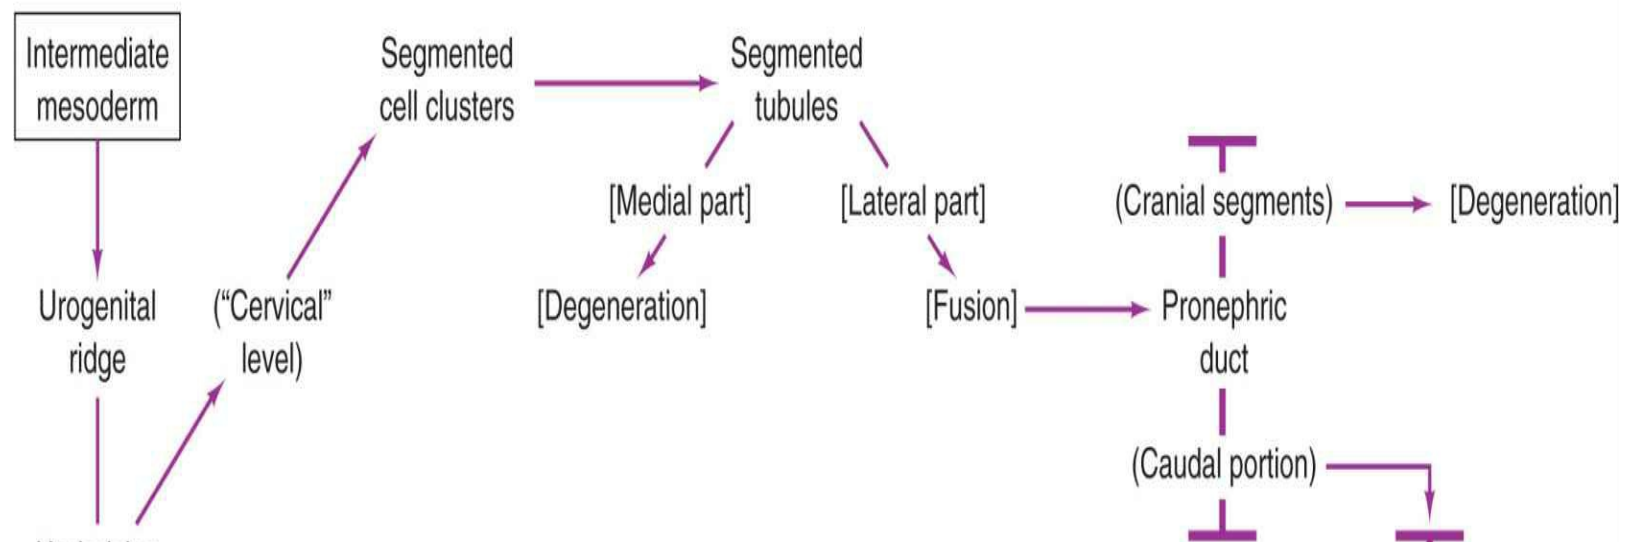 Intermediate
mesoderm
Segmented
cell clusters
Segmented
tubules
[Medial part]
[Lateral part]
(Cranial segments)
[Degeneration]
Urogenital
ridge
(“Cervical”
level)
[Degeneration]
[Fusion]
Pronephric
duct
(Caudal portion)